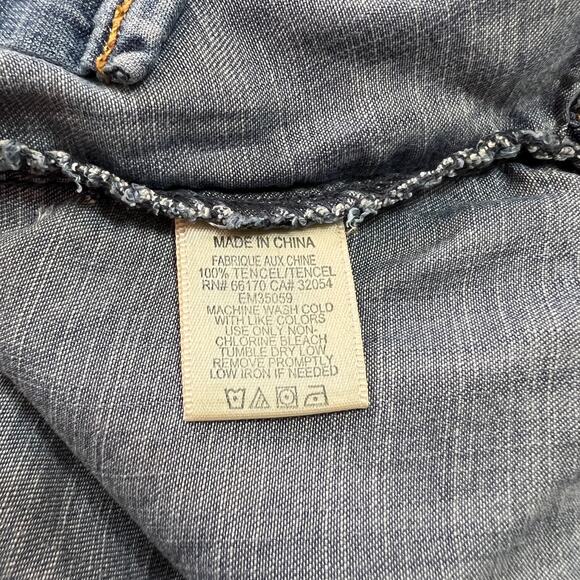 MADE IN CHINA
FABRIQUE AUX CHINE
100% TENCEL/TENCEL
RN# 66170 CA# 32054
EM35059
MACHINE WASH COLD
WITH LIKE COLORS
USE ONLY NON-
CHLORINE BLEACH
TUMBLE DRY LOW
REMOVE PROMPTLY
LOW IRON IF NEEDED